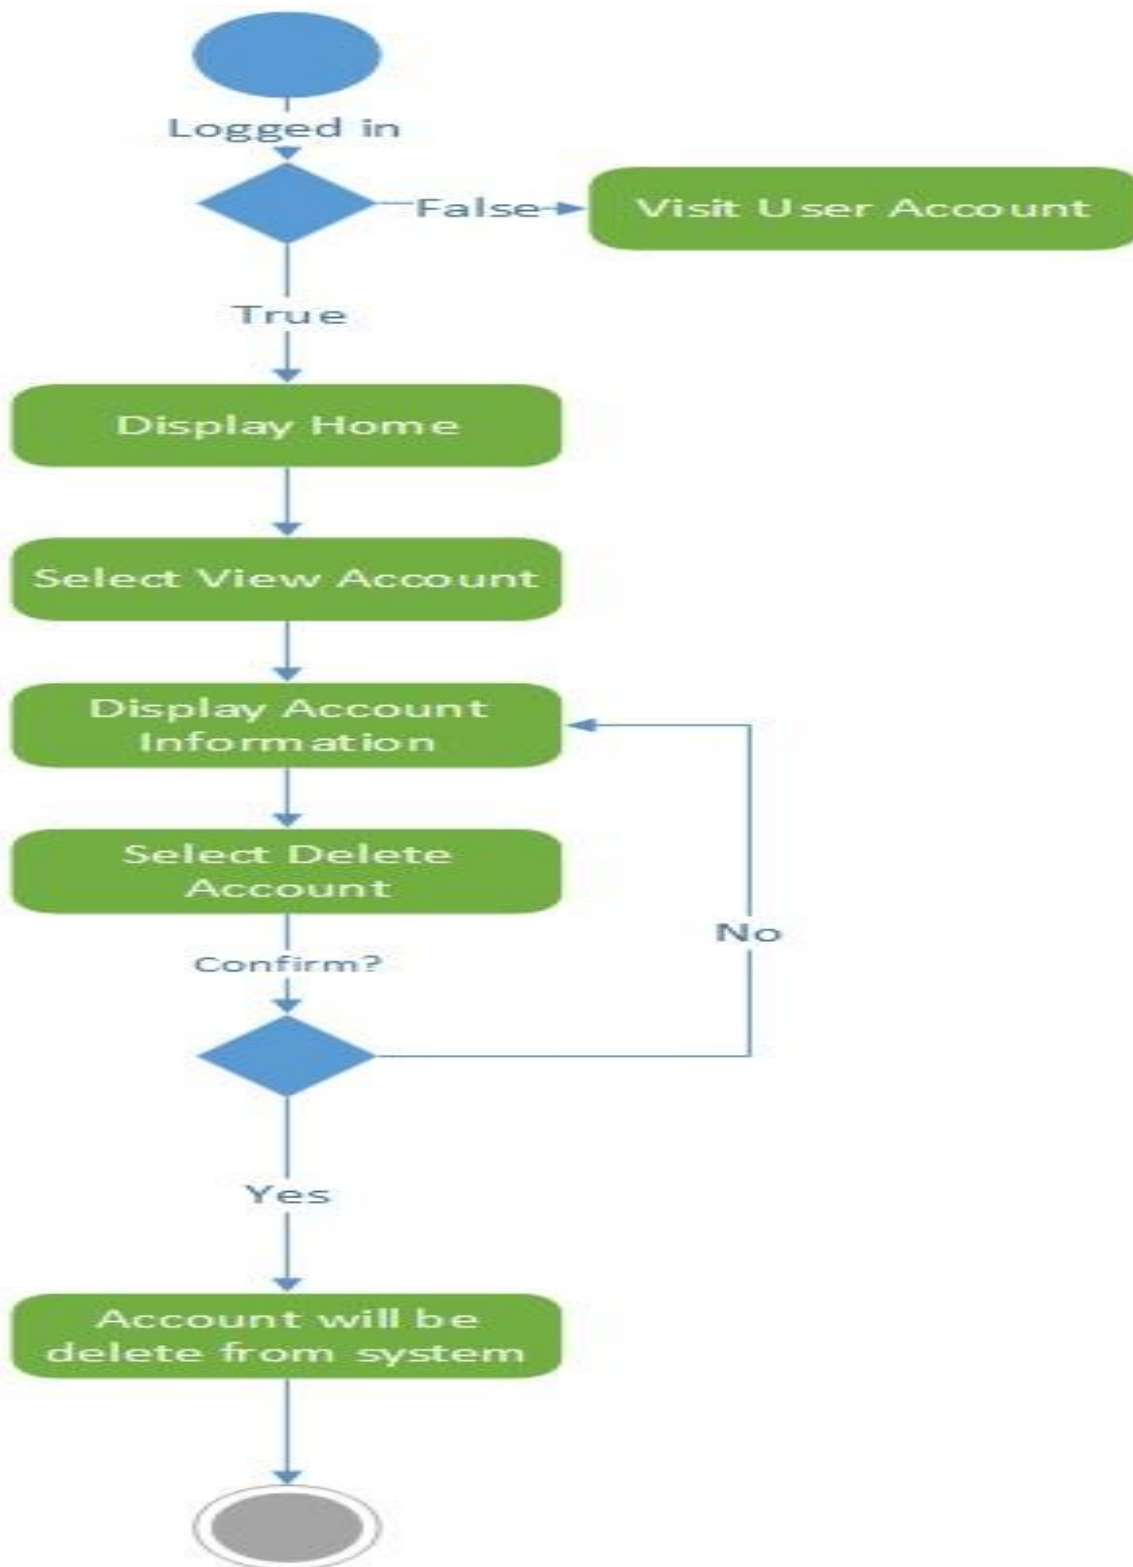 Logged in
False
Visit User Account
True
Display Home
Select View Account
Display Account
Information
Select Delete
Account
No
Confirm?
Yes
Account will be
delete from system